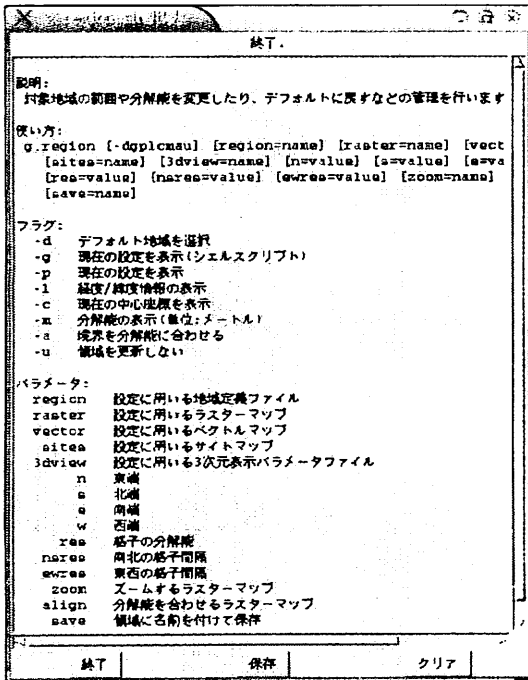 終了.
説明:
対象地域の範囲や分解能を変更したり、デフォルトに戻すなどの管理を行います
使い方:
g.region [-dgplcmau] [region=name] [raster=name] [vect
[sites=name] [3dview=name] [n=value] [s=value] [e=va
[res=value] [nsres=value] [ewres=value] [zoom=name]
[save=name]
フラグ:
-d デフォルト地域を選択
-g 現在の設定を表示(シェルスクリプト)
-p 現在の設定を表示
-l 経度/緯度情報の表示
-c 現在の中心座標を表示
-m 分解能の表示(単位:メートル)
-a 境界を分解能に合わせる
-u 領域を更新しない
パラメータ:
region 設定に用いる地域定義ファイル
raster 設定に用いるラスターマップ
vector 設定に用いるベクトルマップ
sites 設定に用いるサイトマップ
3dview 設定に用いる3次元表示パラメータファイル
n 東端
s 北端
e 南端
w 西端
res 格子の分解能
nsres 南北の格子間隔
ewres 東西の格子間隔
zoom ズームするラスターマップ
align 分解能を合わせるラスターマップ
save 領域に名前を付けて保存
終了 保存 クリア